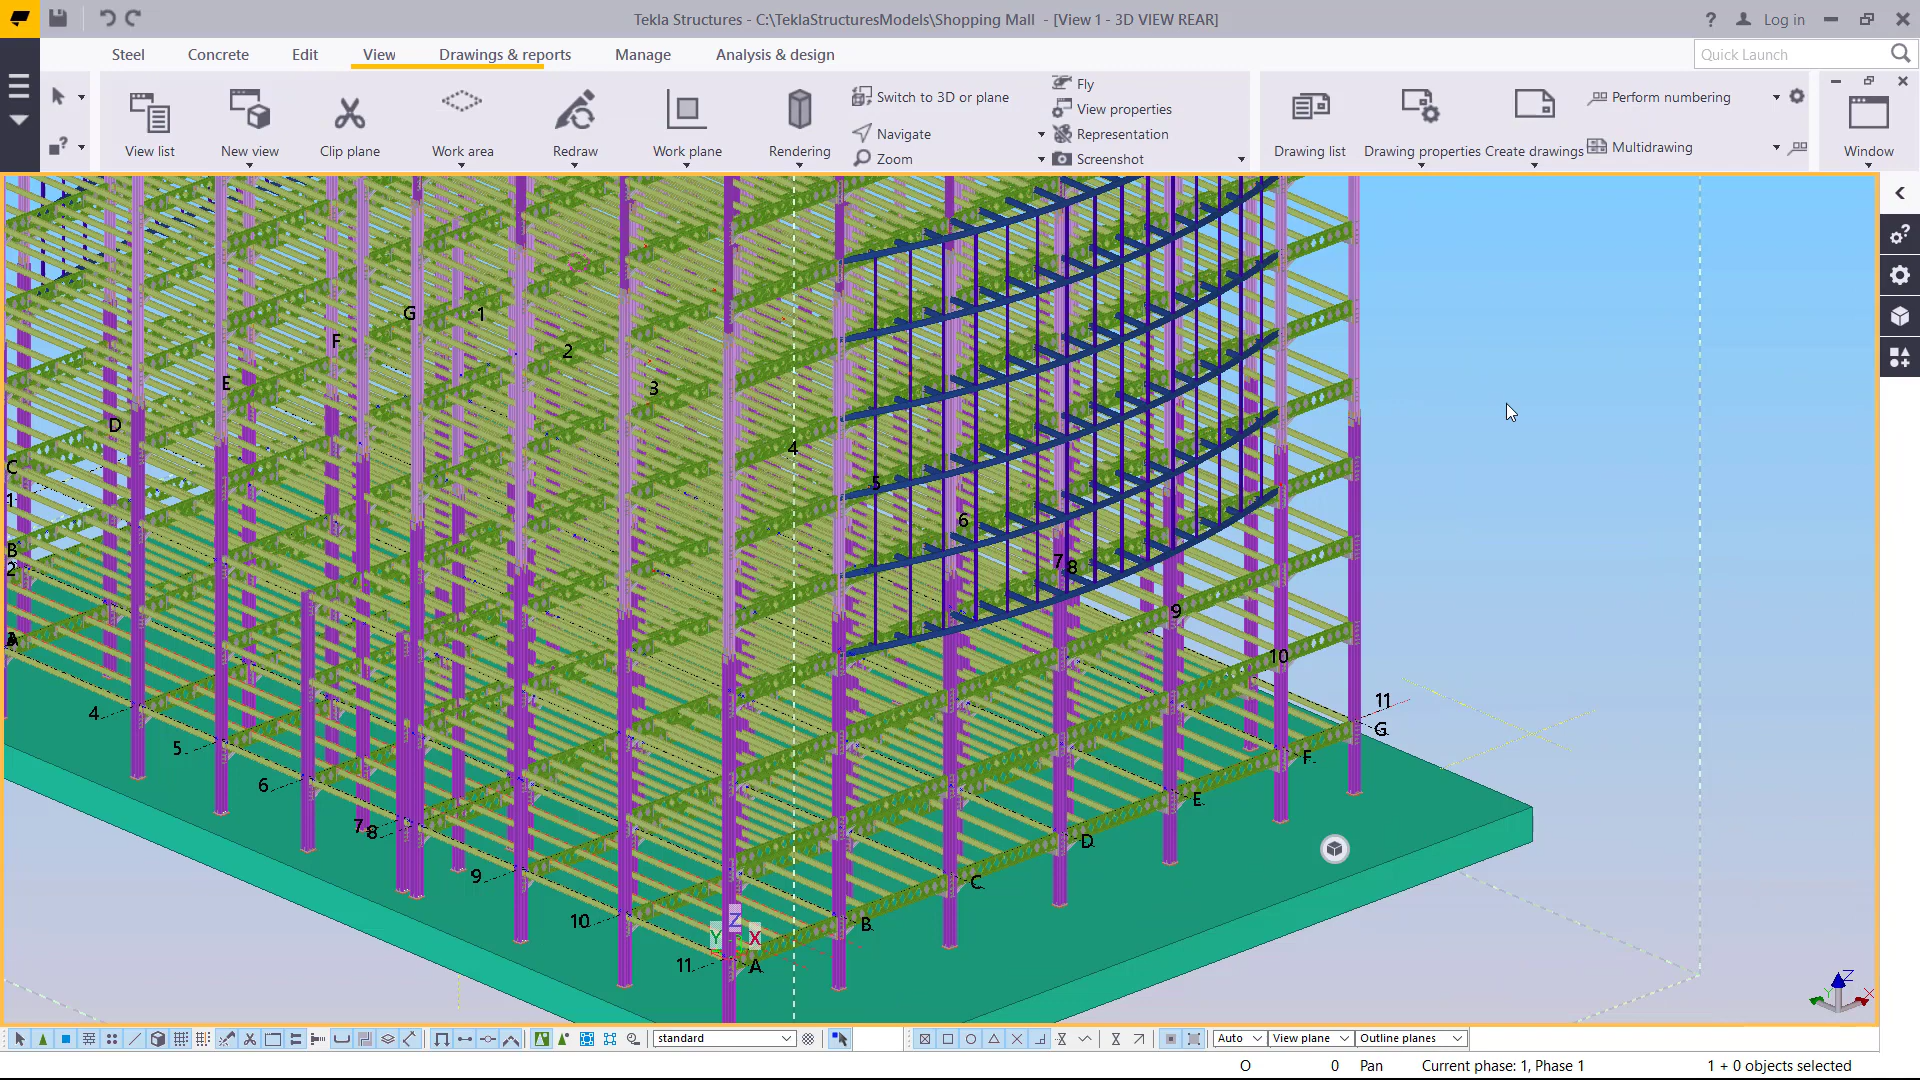 Tekla Structures - C:\TeklaStructuresModels\Shopping Mall - [View 1 - 3D VIEW REAR]
? Log in
Steel Concrete Edit View Drawings & reports Manage Analysis & design
Quick Launch
View list
New view
Clip plane
Work area
Redraw
Work plane
Rendering
Switch to 3D or plane
Navigate
Zoom
Fly
View properties
Representation
Screenshot
Drawing list
Drawing properties
Create drawings
Perform numbering
Multidrawing
Window
G 1
F 2
E 3
D 4
C 5
1 6
B 7 8
2 9
A 10
4 11
5 G
6 F
7 8 E
9 D
10 C
11 B
A
Z
Y X
Z
Y X
standard
Auto View plane Outline planes
O 0 Pan Current phase: 1, Phase 1 1 + 0 objects selected